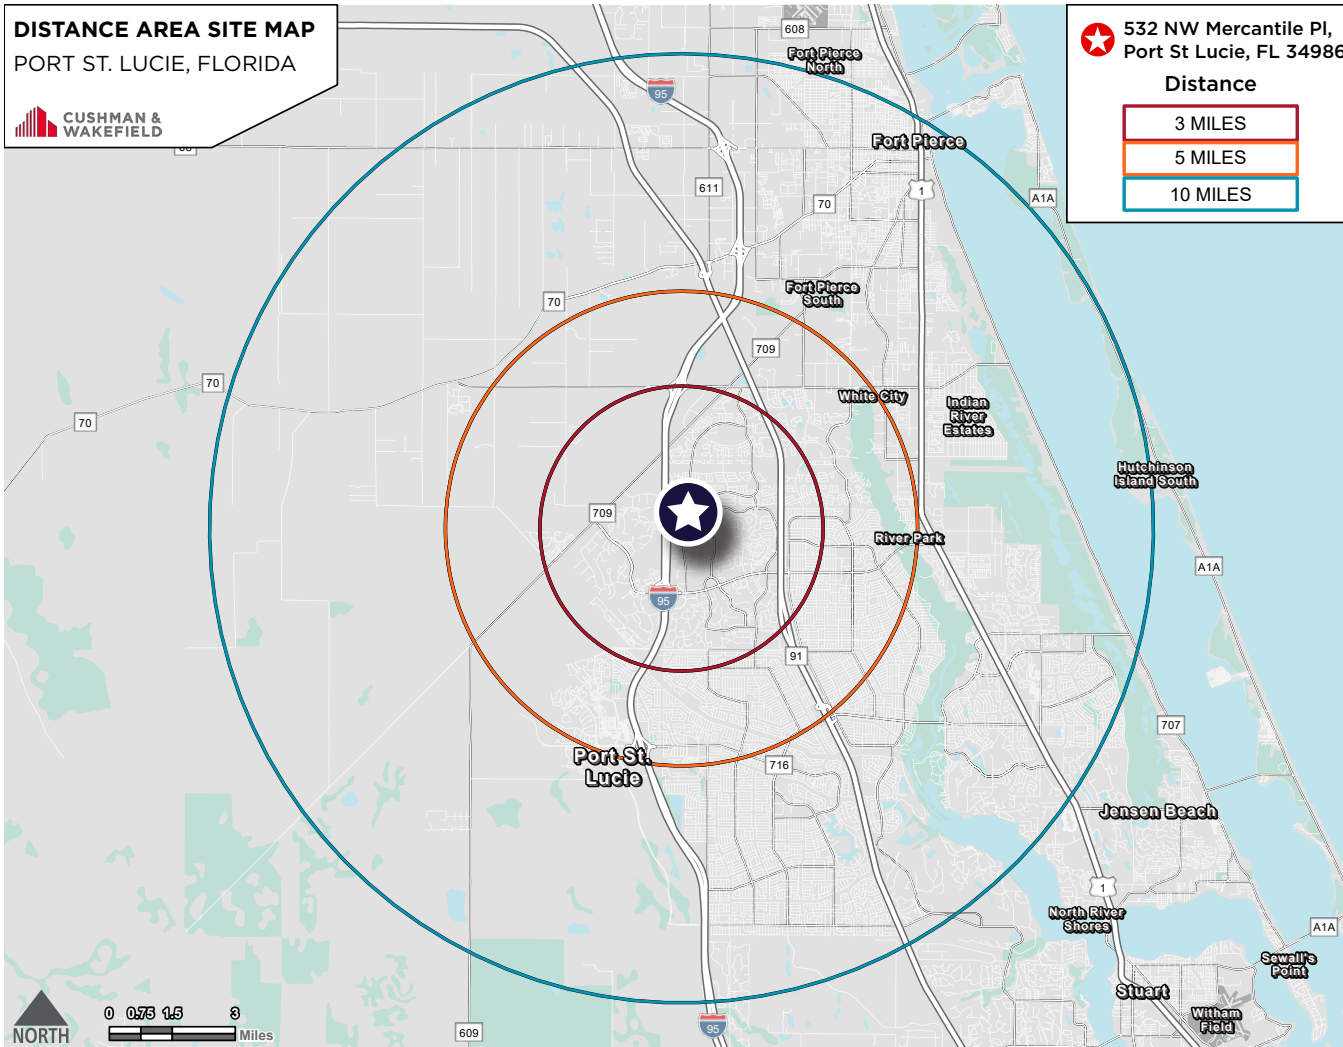 DISTANCE AREA SITE MAP
PORT ST. LUCIE, FLORIDA
CUSHMAN &
WAKEFIELD
532 NW Mercantile Pl,
Port St Lucie, FL 34986
Distance
3 MILES
5 MILES
10 MILES
608
Fort Pierce
North
95
Fort Pierce
611
1
70
A1A
Fort Pierce
South
70
709
70
70
White City
Indian
River
Estates
Hutchinson
Island South
709
River Park
A1A
95
91
707
Port St.
Lucie
716
Jensen Beach
1
North River
Shores
A1A
Sewall's
Point
Stuart
Witham
Field
NORTH
0 0.75 1.5 3
Miles
609
95